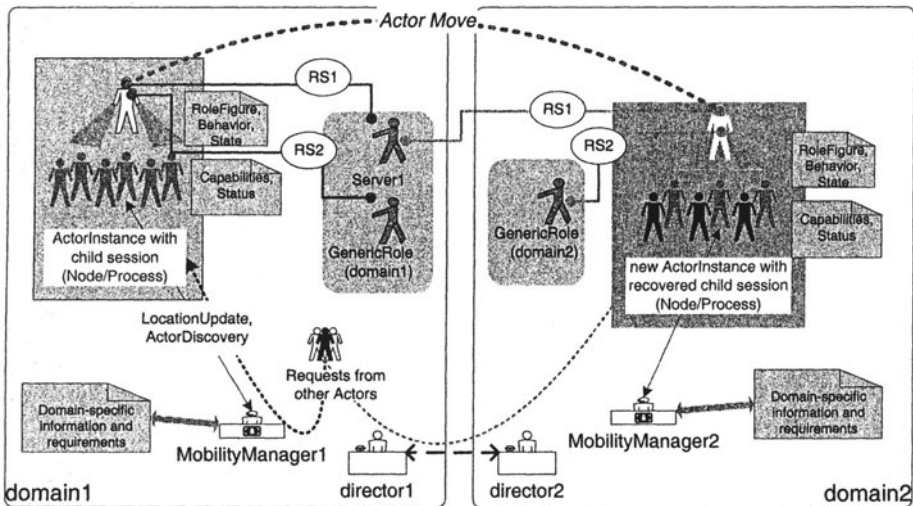 Actor Move
RS1
RS2
RoleFigure,
Behavior,
State
Capabilities,
Status
Server1
GenericRole
(domain1)
ActorInstance with
child session
(Node/Process)
LocationUpdate,
ActorDiscovery
Requests from
other Actors
Domain-specific
information and
requirements
MobilityManager1
director1
domain1
RS1
RS2
GenericRole
(domain2)
RoleFigure,
Behavior,
State
Capabilities,
Status
new ActorInstance with
recovered child session
(Node/Process)
Domain-specific
information and
requirements
MobilityManager2
director2
domain2